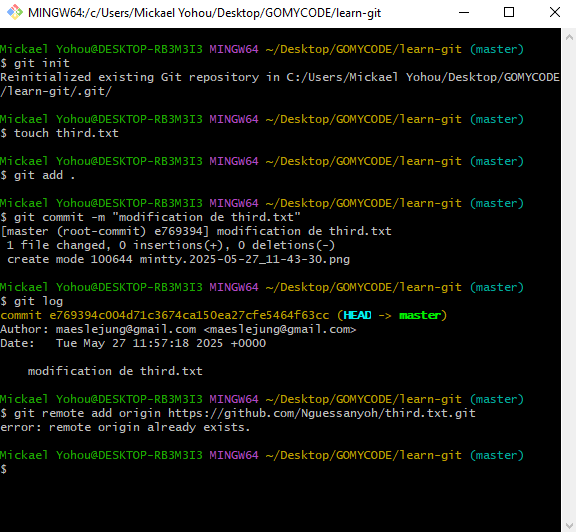 MINGW64:/c/Users/Mickael Yohou/Desktop/GOMYCODE/learn-git
Mickael Yohou@DESKTOP-RB3M3I3 MINGW64 ~/Desktop/GOMYCODE/learn-git (master)
$ git init
Reinitialized existing Git repository in C:/Users/Mickael Yohou/Desktop/GOMYCODE
/learn-git/.git/
Mickael Yohou@DESKTOP-RB3M3I3 MINGW64 ~/Desktop/GOMYCODE/learn-git (master)
$ touch third.txt
Mickael Yohou@DESKTOP-RB3M3I3 MINGW64 ~/Desktop/GOMYCODE/learn-git (master)
$ git add .
Mickael Yohou@DESKTOP-RB3M3I3 MINGW64 ~/Desktop/GOMYCODE/learn-git (master)
$ git commit -m "modification de third.txt"
[master (root-commit) e769394] modification de third.txt
 1 file changed, 0 insertions(+), 0 deletions(-)
 create mode 100644 mintty.2025-05-27_11-43-30.png
Mickael Yohou@DESKTOP-RB3M3I3 MINGW64 ~/Desktop/GOMYCODE/learn-git (master)
$ git log
commit e769394c004d71c3674ca150ea27cfe5464f63cc (HEAD -> master)
Author: maeslejung@gmail.com <maeslejung@gmail.com>
Date:   Tue May 27 11:57:18 2025 +0000
    modification de third.txt
Mickael Yohou@DESKTOP-RB3M3I3 MINGW64 ~/Desktop/GOMYCODE/learn-git (master)
$ git remote add origin https://github.com/Nguessanyoh/third.txt.git
error: remote origin already exists.
Mickael Yohou@DESKTOP-RB3M3I3 MINGW64 ~/Desktop/GOMYCODE/learn-git (master)
$